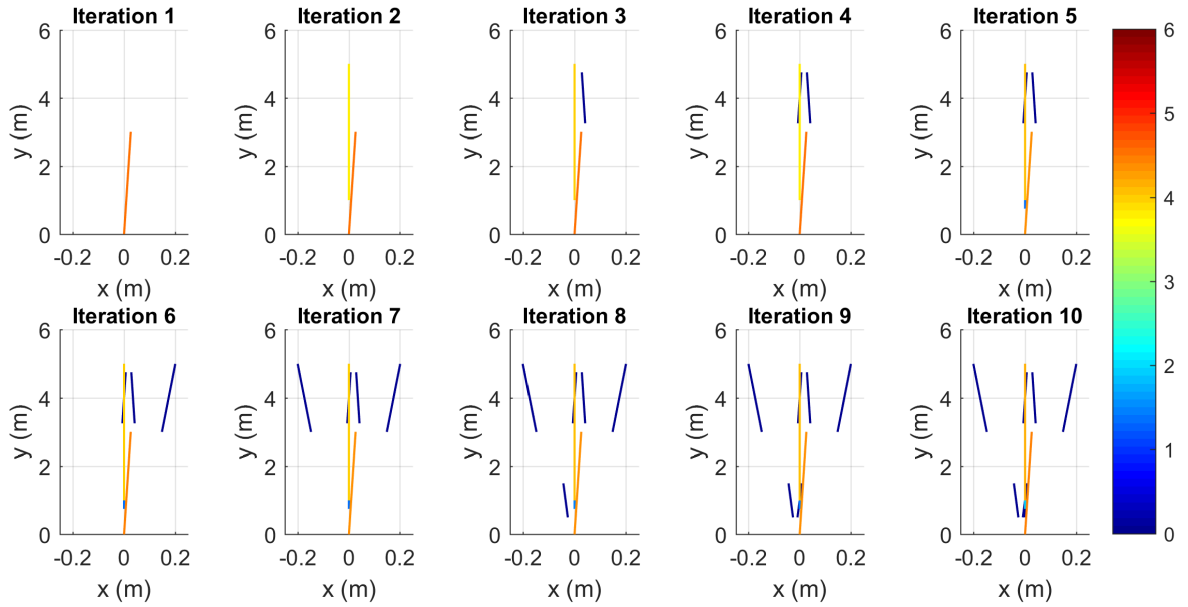 Iteration 1
Iteration 2
Iteration 3
Iteration 4
Iteration 5
6
4
2
0
y (m)
-0.2 0 0.2
x (m)
6
4
2
0
y (m)
-0.2 0 0.2
x (m)
6
4
2
0
y (m)
-0.2 0 0.2
x (m)
6
4
2
0
y (m)
-0.2 0 0.2
x (m)
6
4
2
0
y (m)
-0.2 0 0.2
x (m)
Iteration 6
Iteration 7
Iteration 8
Iteration 9
Iteration 10
6
4
2
0
y (m)
-0.2 0 0.2
x (m)
6
4
2
0
y (m)
-0.2 0 0.2
x (m)
6
4
2
0
y (m)
-0.2 0 0.2
x (m)
6
4
2
0
y (m)
-0.2 0 0.2
x (m)
6
4
2
0
y (m)
-0.2 0 0.2
x (m)
6
5
4
3
2
1
0